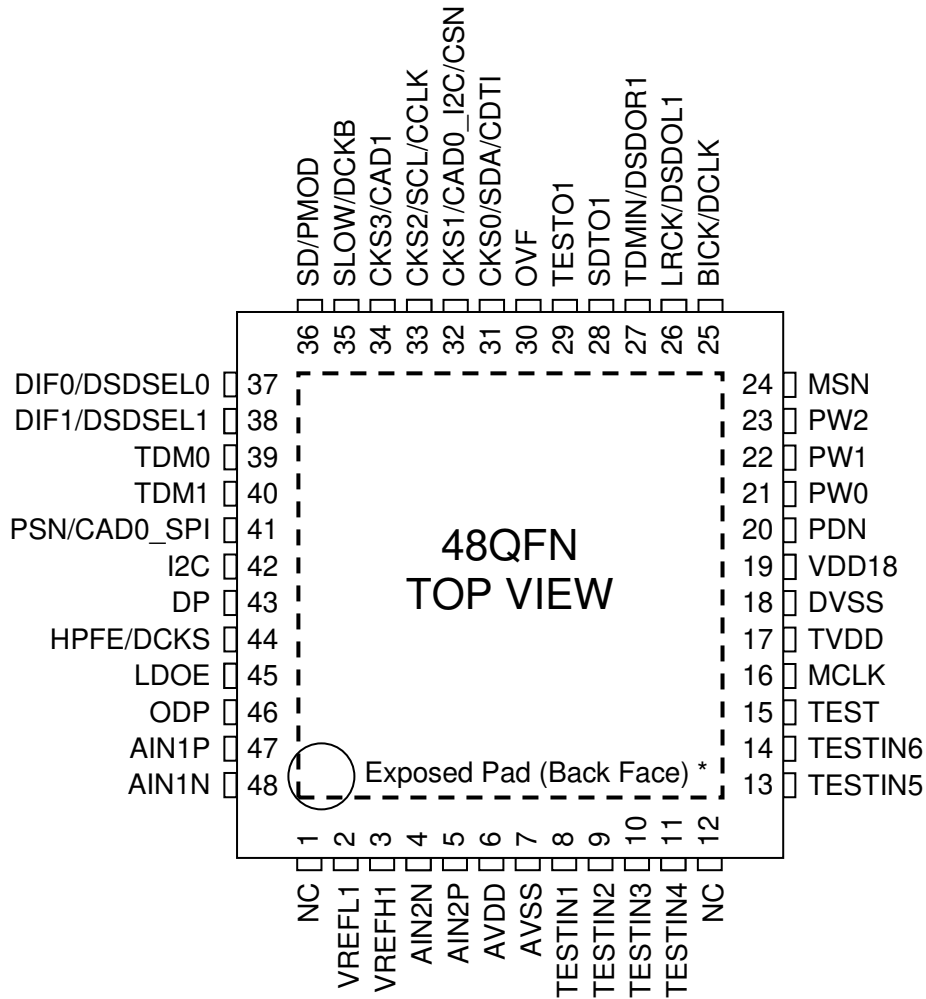 SD/PMOD
SLOW/DCKB
CKS3/CAD1
CKS2/SCL/CCLK
CKS1/CAD0_I2C/CSN
CKS0/SDA/CDTI
OVF
TESTO1
SDTO1
TDMIN/DSDOR1
LRCK/DSDOL1
BICK/DCLK
36 35 34 33 32 31 30 29 28 27 26 25
DIF0/DSDSEL0 37
DIF1/DSDSEL1 38
TDM0 39
TDM1 40
PSN/CAD0_SPI 41
I2C 42
DP 43
HPFE/DCKS 44
LDOE 45
ODP 46
AIN1P 47
AIN1N 48
48QFN
TOP VIEW
Exposed Pad (Back Face) *
24 MSN
23 PW2
22 PW1
21 PW0
20 PDN
19 VDD18
18 DVSS
17 TVDD
16 MCLK
15 TEST
14 TESTIN6
13 TESTIN5
1 2 3 4 5 6 7 8 9 10 11 12
NC
VREFL1
VREFH1
AIN2N
AIN2P
AVDD
AVSS
TESTIN1
TESTIN2
TESTIN3
TESTIN4
NC